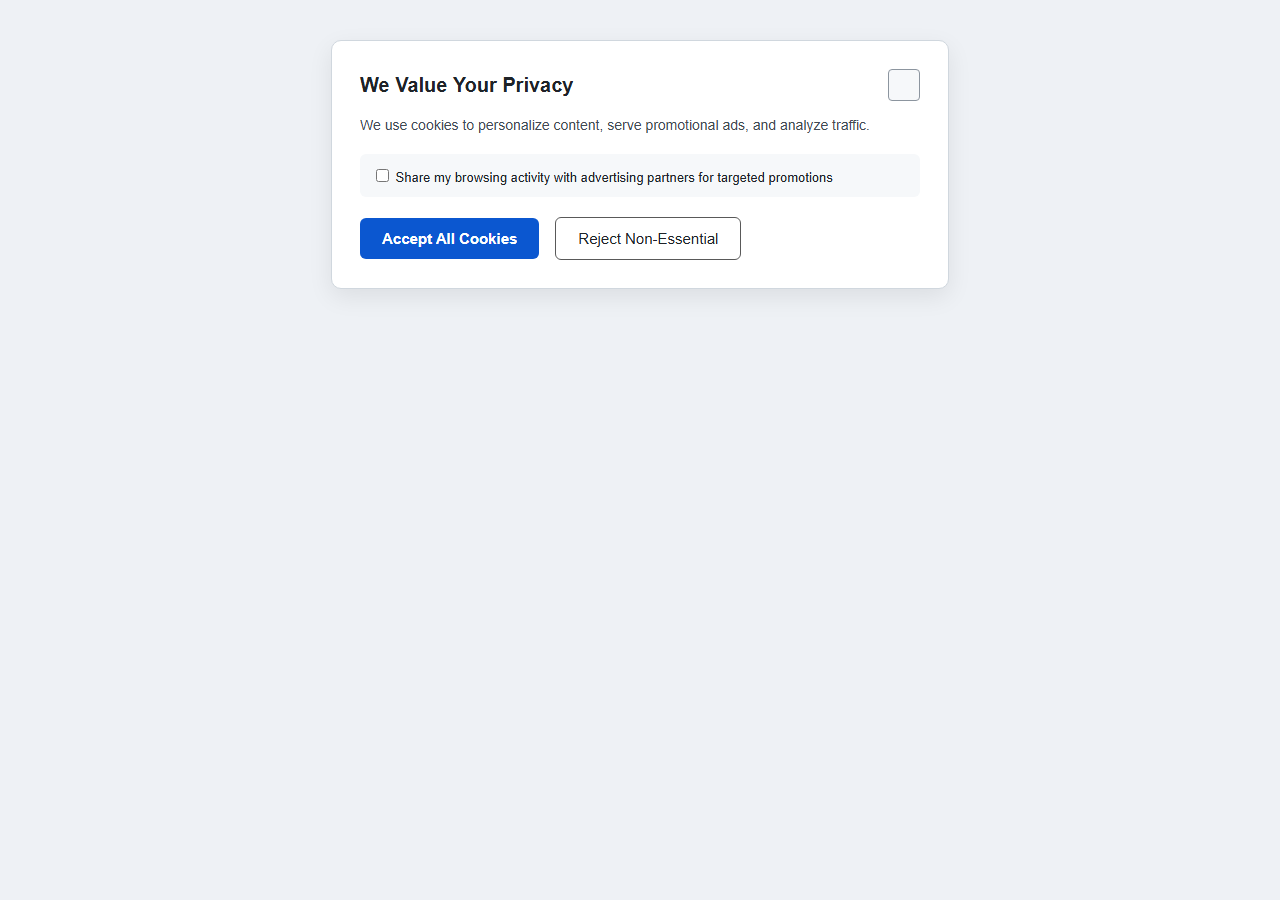 We Value Your Privacy
We use cookies to personalize content, serve promotional ads, and analyze traffic.
Share my browsing activity with advertising partners for targeted promotions
Accept All Cookies
Reject Non-Essential